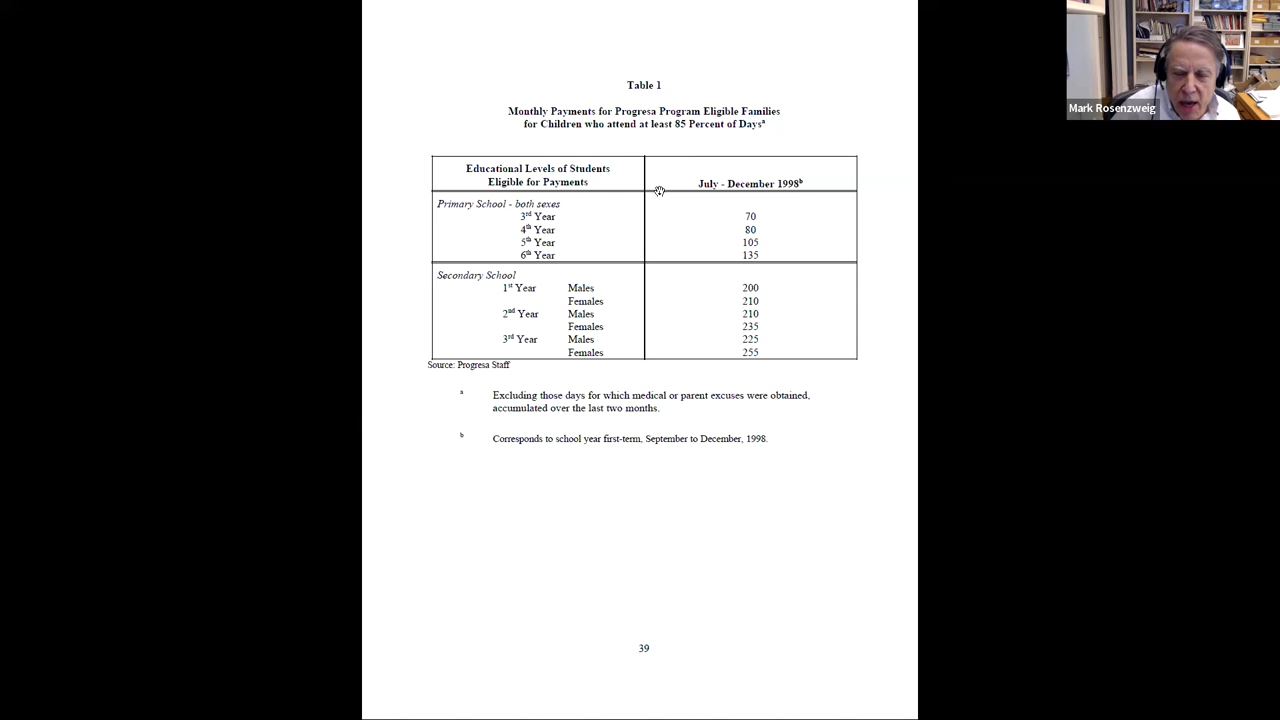 Table 1
Monthly Payments for Progresa Program Eligible Families
for Children who attend at least 85 Percent of Daysᵃ
Educational Levels of Students
Eligible for Payments
July - December 1998ᵇ
Primary School - both sexes
3ʳᵈ Year 70
4ᵗʰ Year 80
5ᵗʰ Year 105
6ᵗʰ Year 135
Secondary School
1ˢᵗ Year Males 200
Females 210
2ⁿᵈ Year Males 210
Females 235
3ʳᵈ Year Males 225
Females 255
Source: Progresa Staff
ᵃ Excluding those days for which medical or parent excuses were obtained,
accumulated over the last two months.
ᵇ Corresponds to school year first-term, September to December, 1998.
39
Mark Rosenzweig